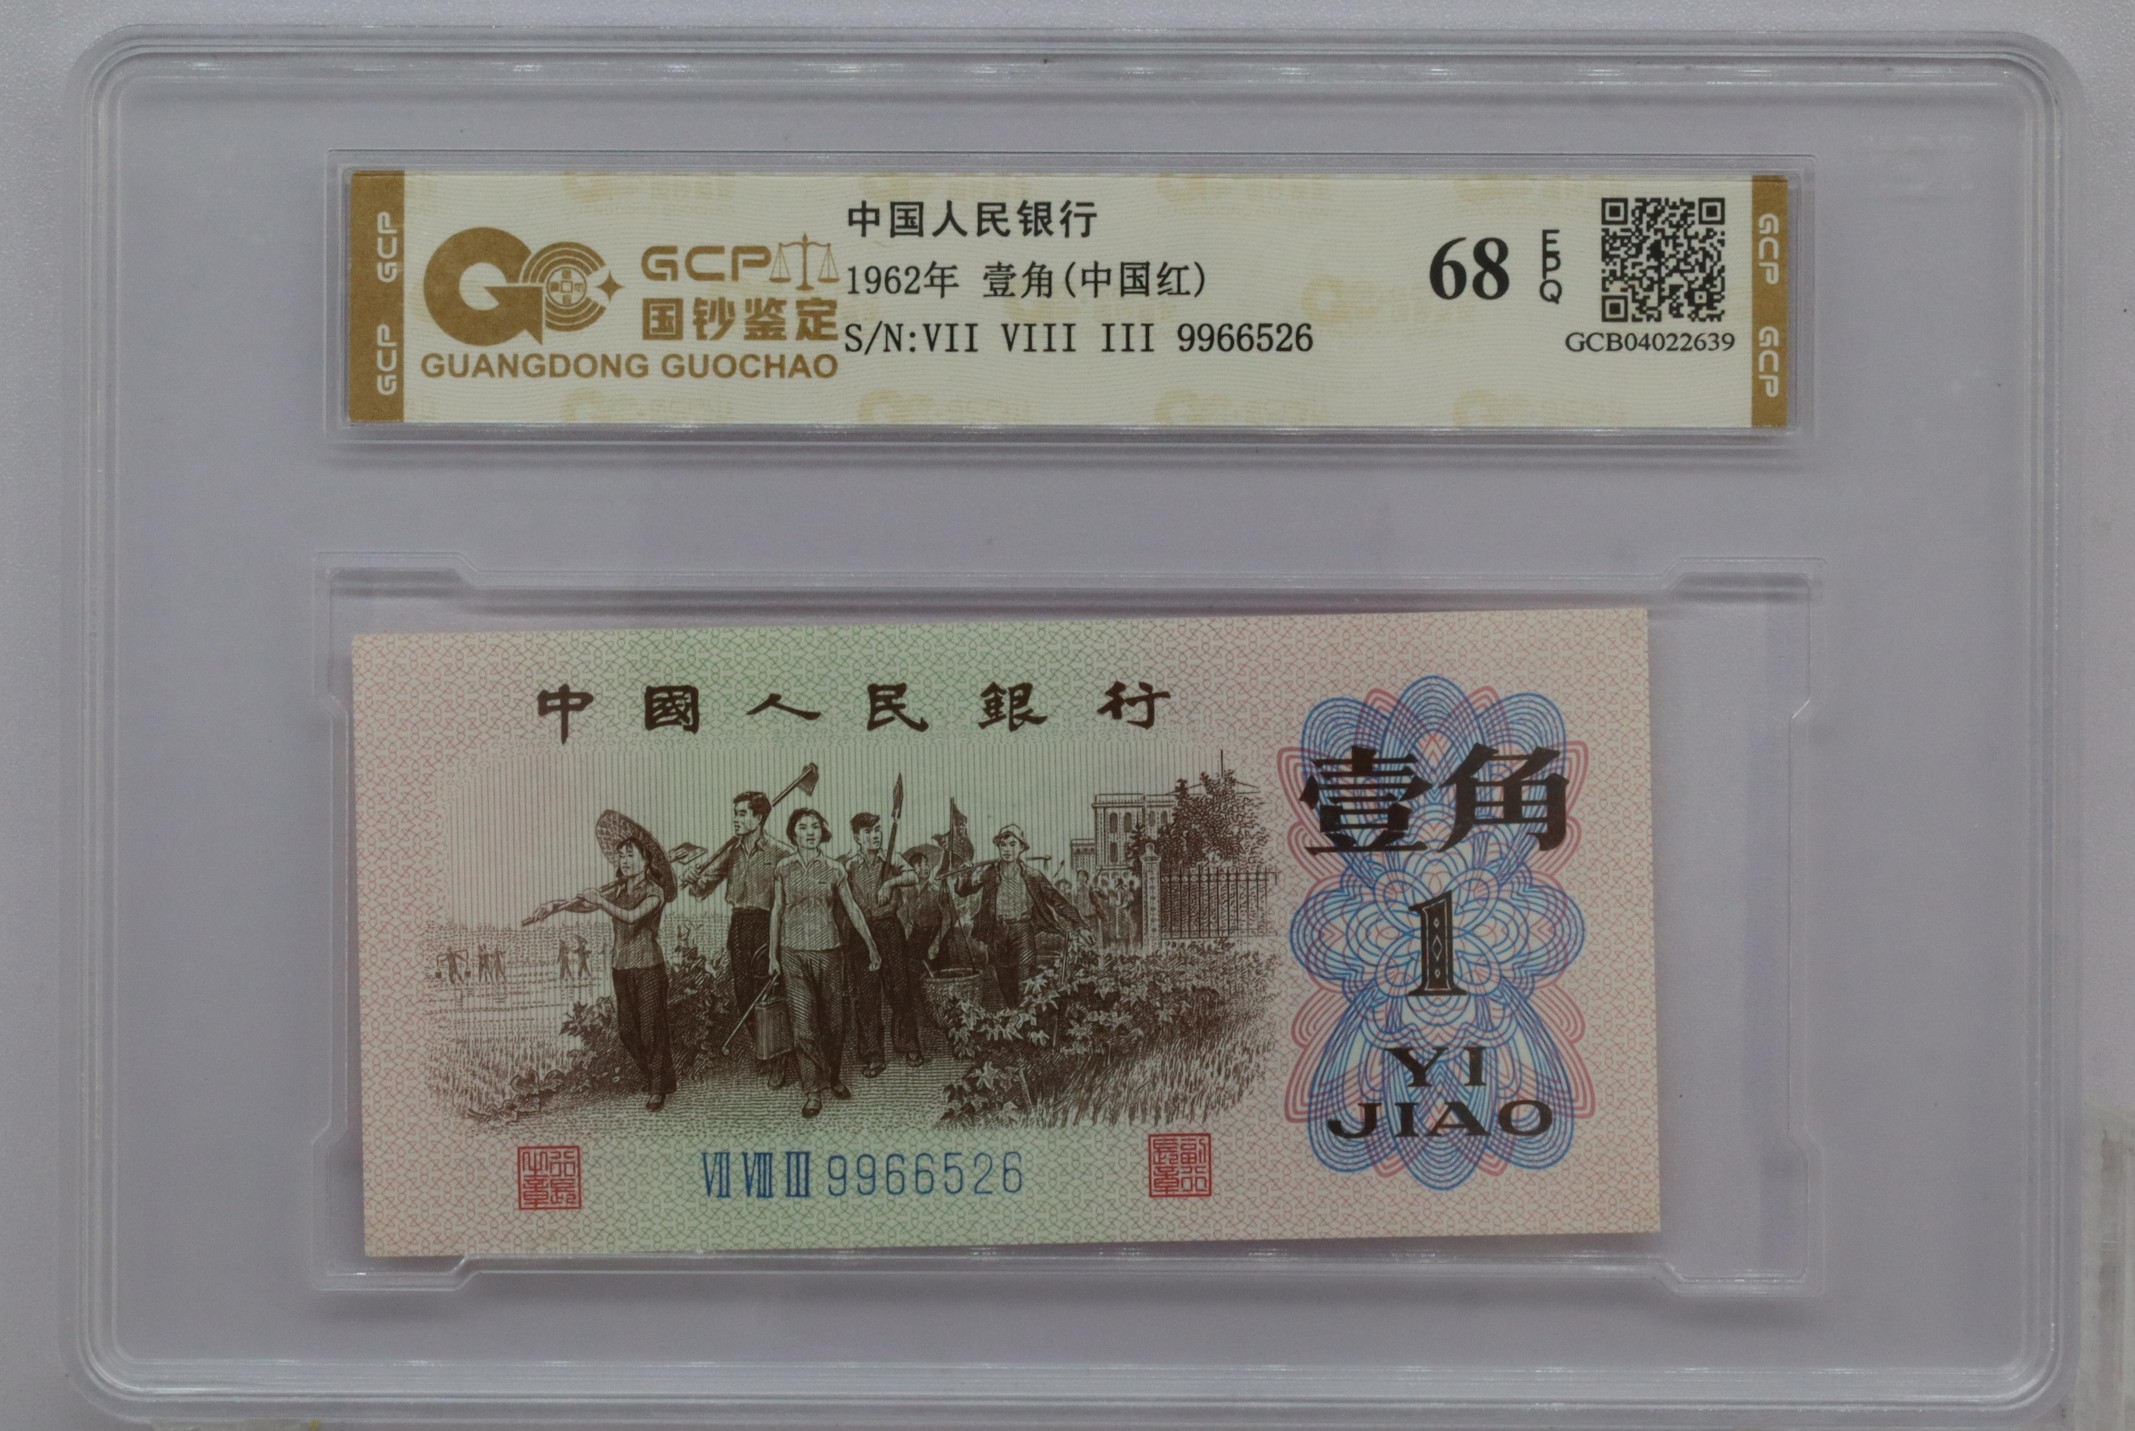 GCP
GCP
GCP
国钞鉴定
GUANGDONG GUOCHAO
中国人民银行
1962年 壹角(中国红)
S/N:VII VIII III 9966526
68
EPQ
GCB04022639
GCP
GCP
中國人民銀行
壹角
1
YI
JIAO
VII VIII III 9966526